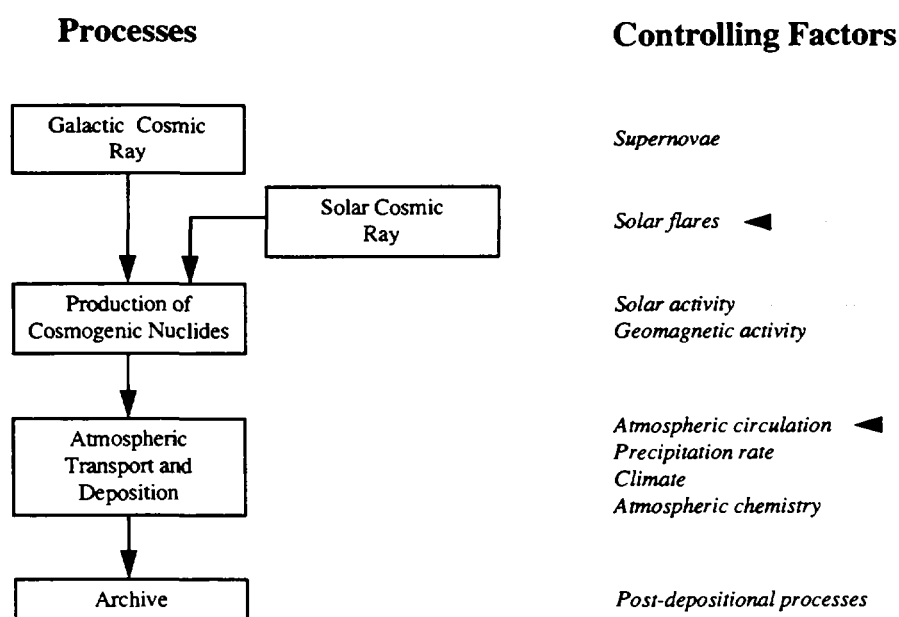 Processes
Controlling Factors
Galactic Cosmic
Ray
Supernovae
Solar Cosmic
Ray
Solar flares
Production of
Cosmogenic Nuclides
Solar activity
Geomagnetic activity
Atmospheric
Transport and
Deposition
Atmospheric circulation
Precipitation rate
Climate
Atmospheric chemistry
Archive
Post-depositional processes